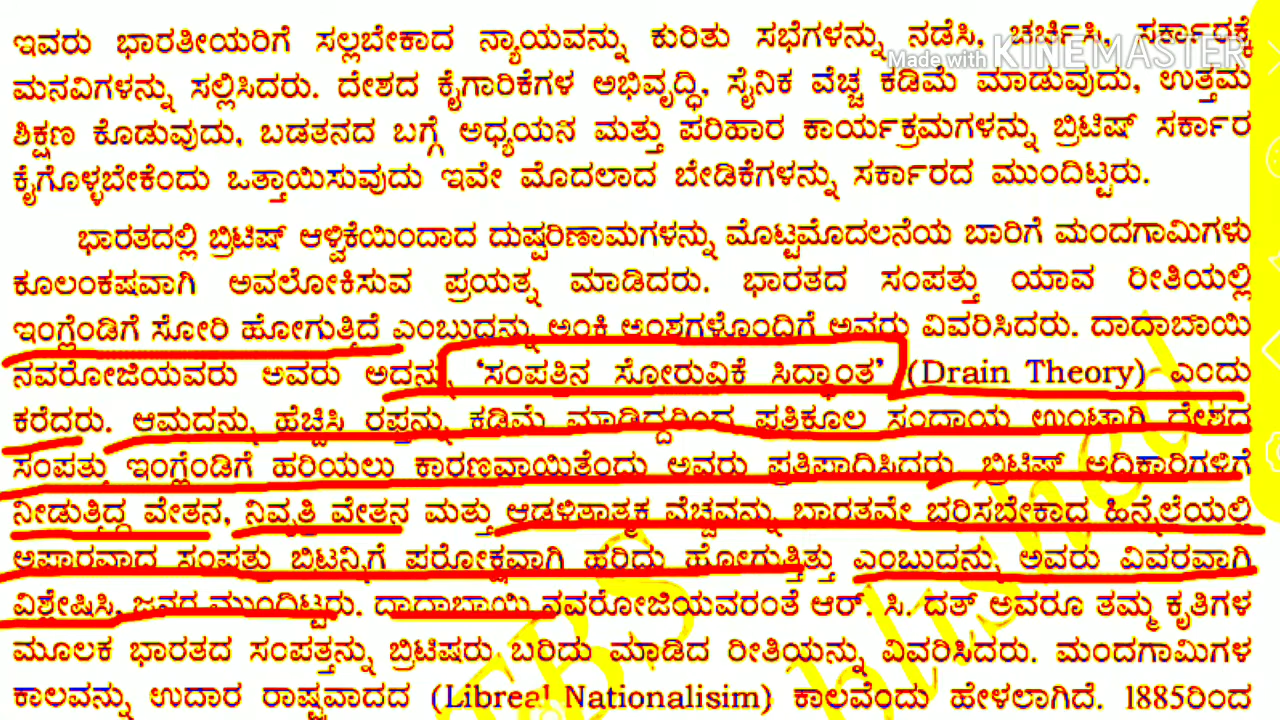 ಇವರು ಭಾರತೀಯರಿಗೆ ಸಲ್ಲಬೇಕಾದ ನ್ಯಾಯವನ್ನು ಕುರಿತು ಸಭೆಗಳನ್ನು ನಡೆಸಿ, ಚರ್ಚಿಸಿ, ಸರ್ಕಾರಕ್ಕೆ
Made with KINEMASTER
ಮನವಿಗಳನ್ನು ಸಲ್ಲಿಸಿದರು. ದೇಶದ ಕೈಗಾರಿಕೆಗಳ ಅಭಿವೃದ್ಧಿ, ಸೈನಿಕ ವೆಚ್ಚ ಕಡಿಮೆ ಮಾಡುವುದು, ಉತ್ತಮ
ಶಿಕ್ಷಣ ಕೊಡುವುದು, ಬಡತನದ ಬಗ್ಗೆ ಅಧ್ಯಯನ ಮತ್ತು ಪರಿಹಾರ ಕಾರ್ಯಕ್ರಮಗಳನ್ನು ಬ್ರಿಟಿಷ್ ಸರ್ಕಾರ
ಕೈಗೊಳ್ಳಬೇಕೆಂದು ಒತ್ತಾಯಿಸುವುದು ಇವೇ ಮೊದಲಾದ ಬೇಡಿಕೆಗಳನ್ನು ಸರ್ಕಾರದ ಮುಂದಿಟ್ಟರು.
ಭಾರತದಲ್ಲಿ ಬ್ರಿಟಿಷ್ ಆಳ್ವಿಕೆಯಿಂದಾದ ದುಷ್ಪರಿಣಾಮಗಳನ್ನು ಮೊಟ್ಟಮೊದಲನೆಯ ಬಾರಿಗೆ ಮಂದಗಾಮಿಗಳು
ಕೂಲಂಕಷವಾಗಿ ಅವಲೋಕಿಸುವ ಪ್ರಯತ್ನ ಮಾಡಿದರು. ಭಾರತದ ಸಂಪತ್ತು ಯಾವ ರೀತಿಯಲ್ಲಿ
ಇಂಗ್ಲೆಂಡಿಗೆ ಸೋರಿ ಹೋಗುತ್ತಿದೆ ಎಂಬುದನ್ನು ಅಂಕಿ ಅಂಶಗಳೊಂದಿಗೆ ಅವರು ವಿವರಿಸಿದರು. ದಾದಾಬಾಯಿ
ನವರೋಜಿಯವರು ಅವರು ಅದನ್ನು 'ಸಂಪತ್ತಿನ ಸೋರುವಿಕೆ ಸಿದ್ಧಾಂತ' (Drain Theory) ಎಂದು
ಕರೆದರು. ಆಮದನ್ನು ಹೆಚ್ಚಿಸಿ ರಫ್ತನ್ನು ಕಡಿಮೆ ಮಾಡಿದ್ದರಿಂದ ಪ್ರತಿಕೂಲ ಸಂದಾಯ ಉಂಟಾಗಿ ದೇಶದ
ಸಂಪತ್ತು ಇಂಗ್ಲೆಂಡಿಗೆ ಹರಿಯಲು ಕಾರಣವಾಯಿತೆಂದು ಅವರು ಪ್ರತಿಪಾದಿಸಿದರು. ಬ್ರಿಟಿಷ್ ಅಧಿಕಾರಿಗಳಿಗೆ
ನೀಡುತ್ತಿದ್ದ ವೇತನ, ನಿವೃತ್ತಿ ವೇತನ ಮತ್ತು ಆಡಳಿತಾತ್ಮಕ ವೆಚ್ಚವನ್ನು ಭಾರತವೇ ಭರಿಸಬೇಕಾದ ಹಿನ್ನಲೆಯಲ್ಲಿ
ಅಪಾರವಾದ ಸಂಪತ್ತು ಬ್ರಿಟನ್ನಿಗೆ ಪರೋಕ್ಷವಾಗಿ ಹರಿದು ಹೋಗುತ್ತಿತ್ತು ಎಂಬುದನ್ನು ಅವರು ವಿವರವಾಗಿ
ವಿಶ್ಲೇಷಿಸಿ, ಜನರ ಮುಂದಿಟ್ಟರು. ದಾದಾಬಾಯಿ ನವರೋಜಿಯವರಂತೆ ಆರ್. ಸಿ. ದತ್ ಅವರೂ ತಮ್ಮ ಕೃತಿಗಳ
ಮೂಲಕ ಭಾರತದ ಸಂಪತ್ತನ್ನು ಬ್ರಿಟಿಷರು ಬರಿದು ಮಾಡಿದ ರೀತಿಯನ್ನು ವಿವರಿಸಿದರು. ಮಂದಗಾಮಿಗಳ
ಕಾಲವನ್ನು ಉದಾರ ರಾಷ್ಟ್ರವಾದದ (Libreal Nationalisim) ಕಾಲವೆಂದು ಹೇಳಲಾಗಿದೆ. 1885ರಿಂದ